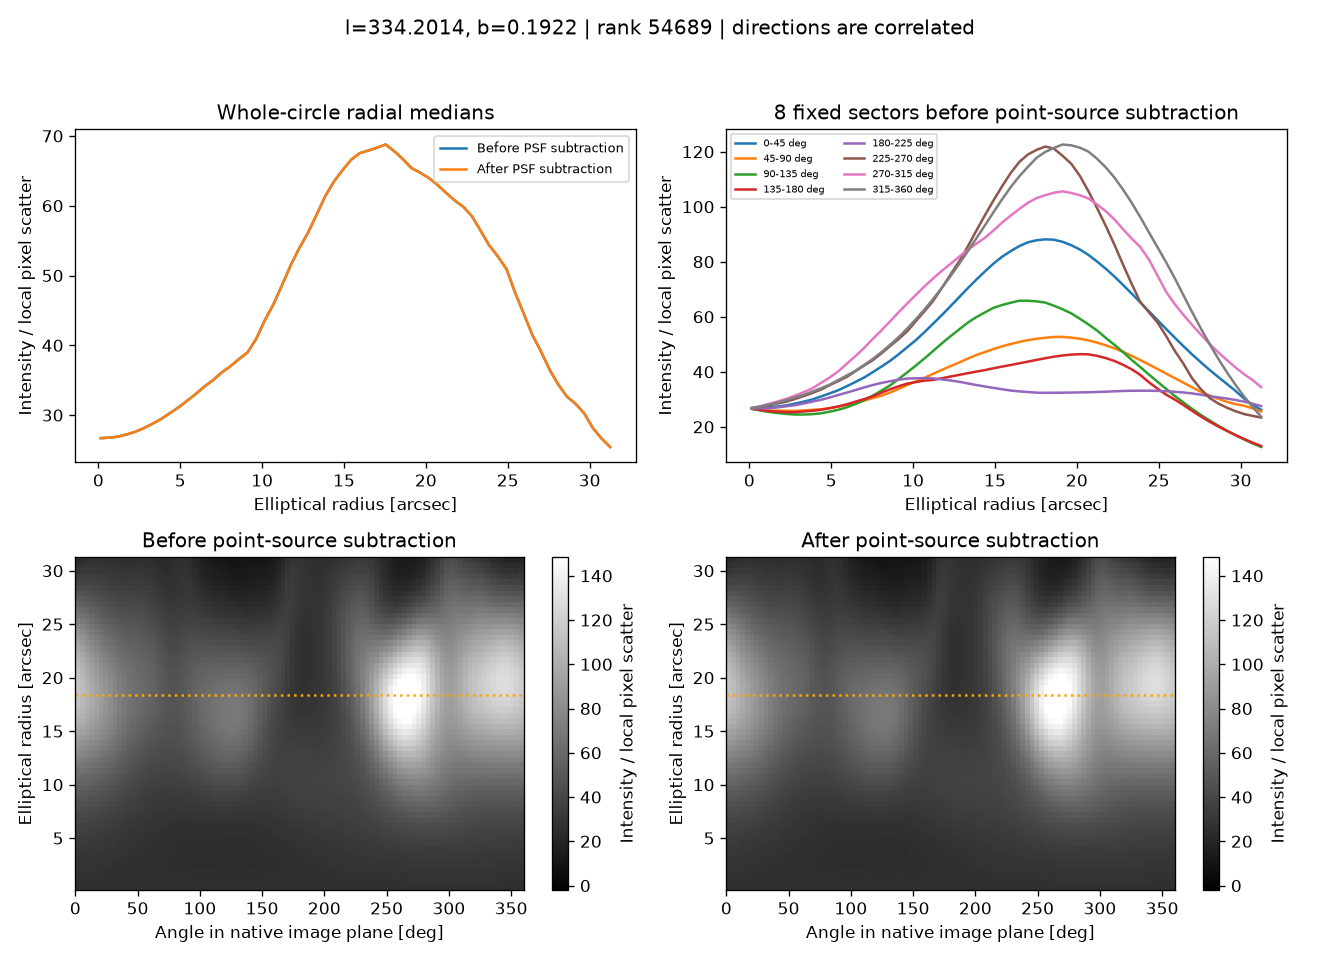 l=334.2014, b=0.1922 | rank 54689 | directions are correlated
Whole-circle radial medians
70
60
50
40
30
0 5 10 15 20 25 30
Intensity / local pixel scatter
Elliptical radius [arcsec]
Before PSF subtraction
After PSF subtraction
8 fixed sectors before point-source subtraction
120
100
80
60
40
20
0 5 10 15 20 25 30
Intensity / local pixel scatter
Elliptical radius [arcsec]
0-45 deg
45-90 deg
90-135 deg
135-180 deg
180-225 deg
225-270 deg
270-315 deg
315-360 deg
Before point-source subtraction
30
25
20
15
10
5
0 50 100 150 200 250 300 350
Elliptical radius [arcsec]
Angle in native image plane [deg]
140
120
100
80
60
40
20
0
Intensity / local pixel scatter
After point-source subtraction
30
25
20
15
10
5
0 50 100 150 200 250 300 350
Elliptical radius [arcsec]
Angle in native image plane [deg]
140
120
100
80
60
40
20
0
Intensity / local pixel scatter